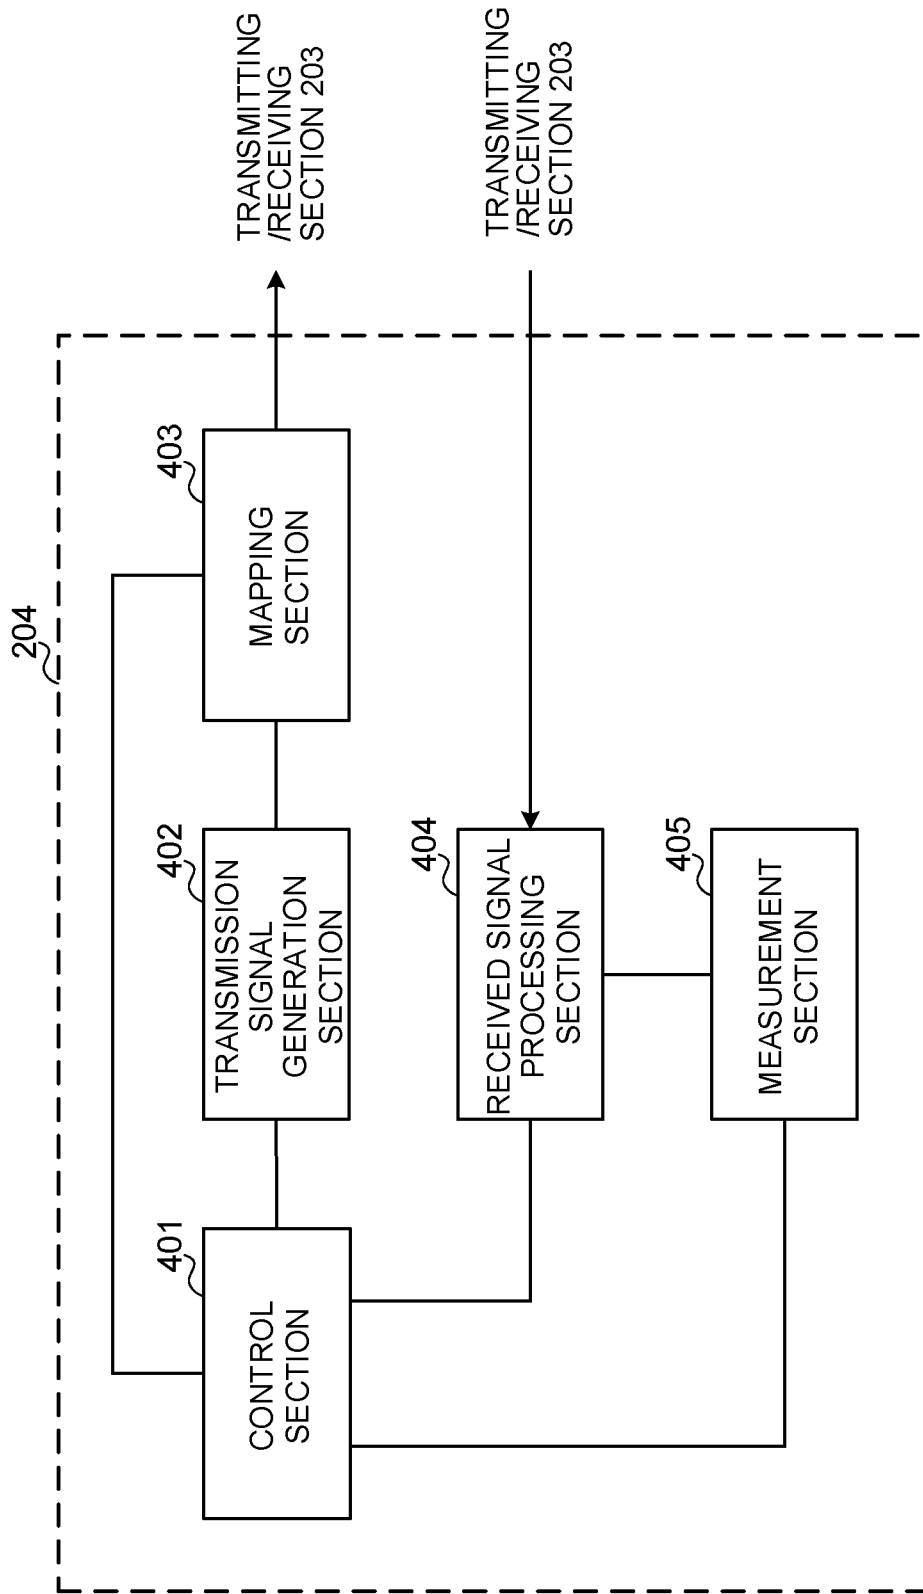 204
401
CONTROL
SECTION
402
TRANSMISSION
SIGNAL
GENERATION
SECTION
403
MAPPING
SECTION
TRANSMITTING
/RECEIVING
SECTION 203
404
RECEIVED SIGNAL
PROCESSING
SECTION
TRANSMITTING
/RECEIVING
SECTION 203
405
MEASUREMENT
SECTION